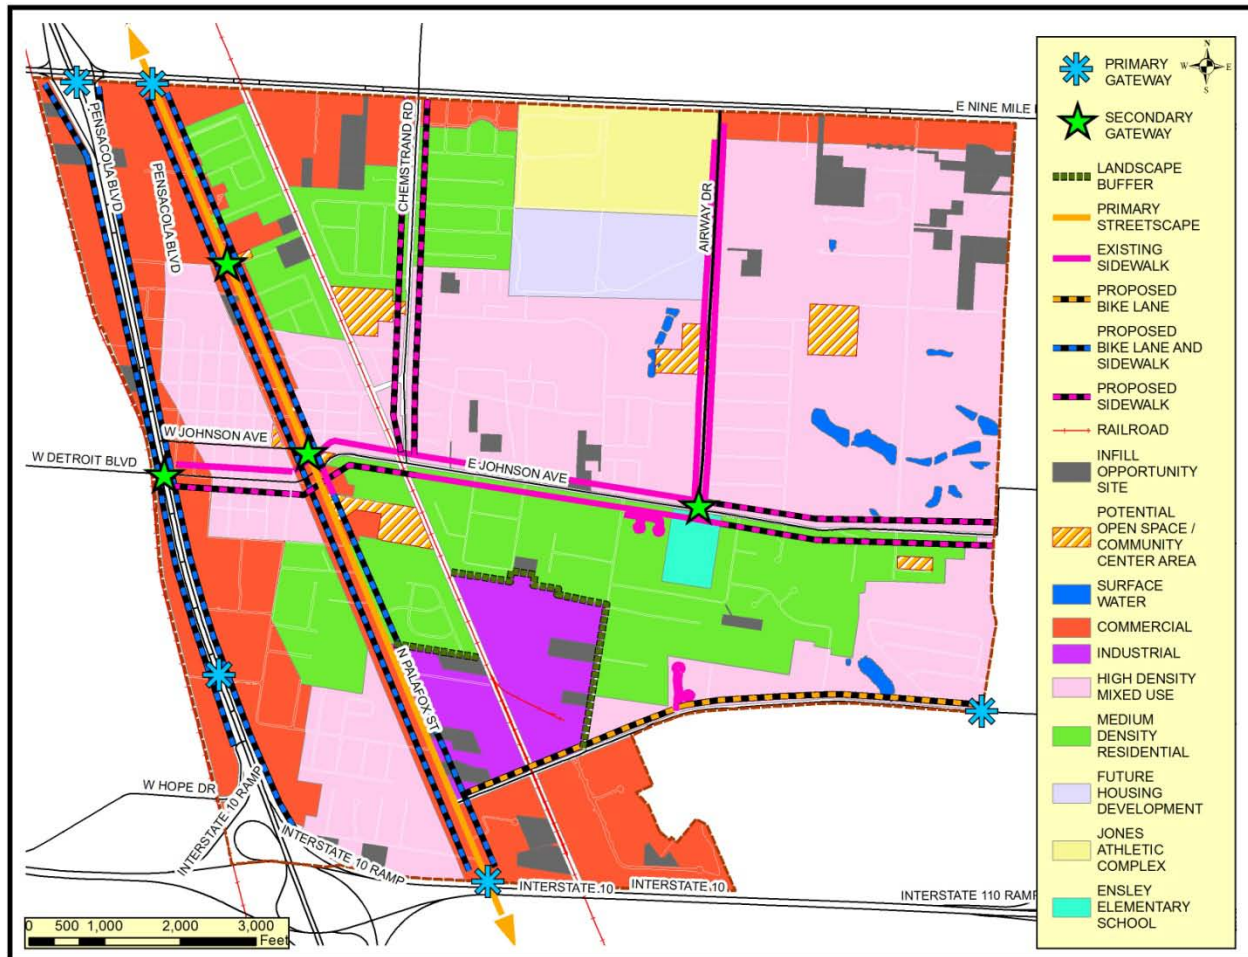 E NINE MILE
PENSACOLA BLVD
PENSACOLA BLVD
CHEMSTRAND RD
AIRWAY DR
W JOHNSON AVE
E JOHNSON AVE
W DETROIT BLVD
N PALAFOX ST
W HOPE DR
INTERSTATE 10 RAMP
INTERSTATE 10 RAMP
INTERSTATE 10
INTERSTATE 10
INTERSTATE 110 RAMP
0 500 1,000 2,000 3,000
Feet
N
W E
S
PRIMARY
GATEWAY
SECONDARY
GATEWAY
LANDSCAPE
BUFFER
PRIMARY
STREETSCAPE
EXISTING
SIDEWALK
PROPOSED
BIKE LANE
PROPOSED
BIKE LANE AND
SIDEWALK
PROPOSED
SIDEWALK
RAILROAD
INFILL
OPPORTUNITY
SITE
POTENTIAL
OPEN SPACE /
COMMUNITY
CENTER AREA
SURFACE
WATER
COMMERCIAL
INDUSTRIAL
HIGH DENSITY
MIXED USE
MEDIUM
DENSITY
RESIDENTIAL
FUTURE
HOUSING
DEVELOPMENT
JONES
ATHLETIC
COMPLEX
ENSLEY
ELEMENTARY
SCHOOL